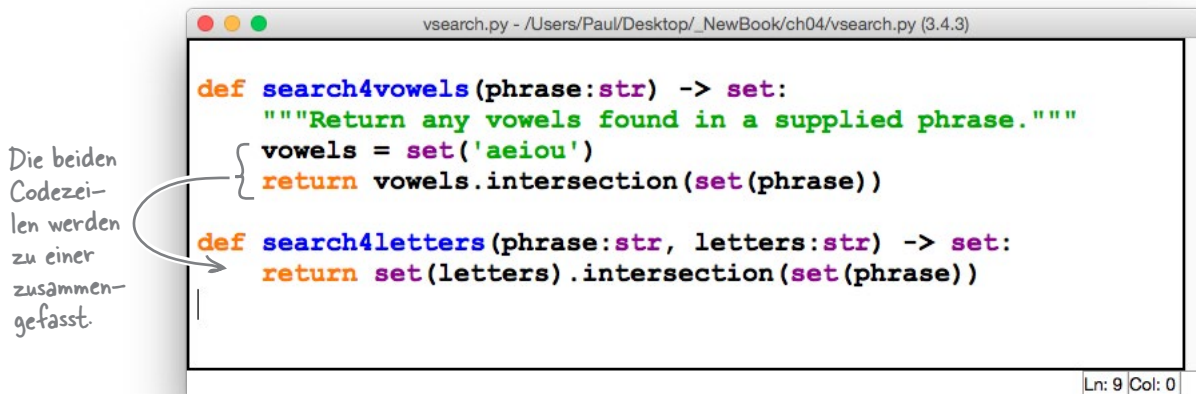 vsearch.py - /Users/Paul/Desktop/_NewBook/ch04/vsearch.py (3.4.3)
def search4vowels(phrase:str) -> set:
    """Return any vowels found in a supplied phrase."""
    vowels = set('aeiou')
    return vowels.intersection(set(phrase))
def search4letters(phrase:str, letters:str) -> set:
    return set(letters).intersection(set(phrase))
Die beiden
Codezei-
len werden
zu einer
zusammen-
gefasst.
Ln: 9 Col: 0